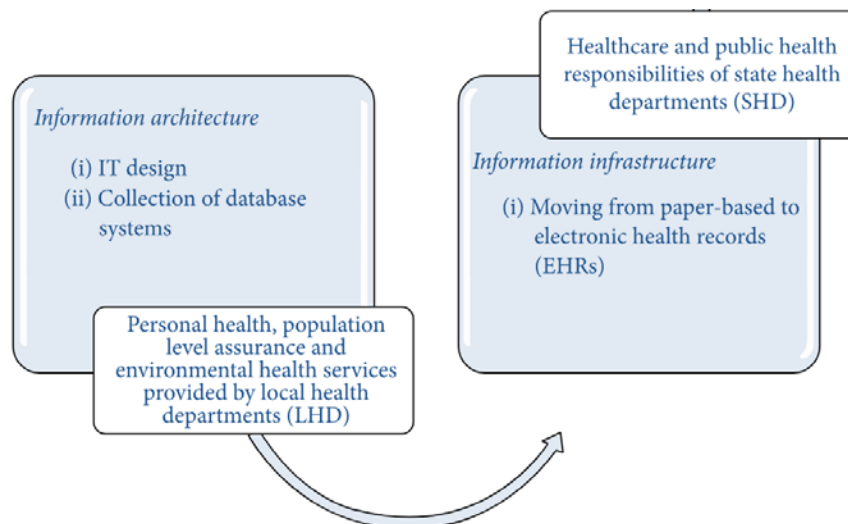 Information architecture
(i) IT design
(ii) Collection of database
systems
Personal health, population
level assurance and
environmental health services
provided by local health
departments (LHD)
Healthcare and public health
responsibilities of state health
departments (SHD)
Information infrastructure
(i) Moving from paper-based to
electronic health records
(EHRs)